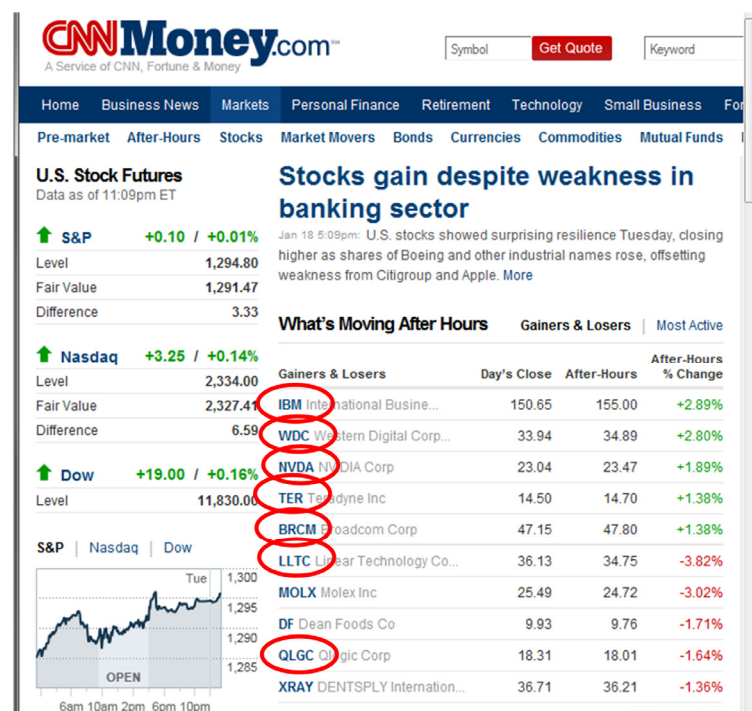 CNNMoney.com
A Service of CNN, Fortune & Money
Symbol Get Quote Keyword
Home Business News Markets Personal Finance Retirement Technology Small Business
Pre-market After-Hours Stocks Market Movers Bonds Currencies Commodities Mutual Funds
U.S. Stock Futures
Data as of 11:09pm ET
S&P +0.10 / +0.01%
Level 1,294.80
Fair Value 1,291.47
Difference 3.33
Nasdaq +3.25 / +0.14%
Level 2,334.00
Fair Value 2,327.41
Difference 6.59
Dow +19.00 / +0.16%
Level 11,830.00
S&P | Nasdaq | Dow
Tue
1,300
1,295
1,290
1,285
OPEN
6am 10am 2pm 6pm 10pm
Stocks gain despite weakness in
banking sector
Jan 18 5:09pm: U.S. stocks showed surprising resilience Tuesday, closing
higher as shares of Boeing and other industrial names rose, offsetting
weakness from Citigroup and Apple. More
What's Moving After Hours Gainers & Losers | Most Active
Gainers & Losers Day's Close After-Hours After-Hours % Change
IBM International Busine... 150.65 155.00 +2.89%
WDC Western Digital Corp... 33.94 34.89 +2.80%
NVDA NVIDIA Corp 23.04 23.47 +1.89%
TER Teradyne Inc 14.50 14.70 +1.38%
BRCM Broadcom Corp 47.15 47.80 +1.38%
LLTC Linear Technology Co... 36.13 34.75 -3.82%
MOLX Molex Inc 25.49 24.72 -3.02%
DF Dean Foods Co 9.93 9.76 -1.71%
QLGC Qlogic Corp 18.31 18.01 -1.64%
XRAY DENTSPLY Internation... 36.71 36.21 -1.36%